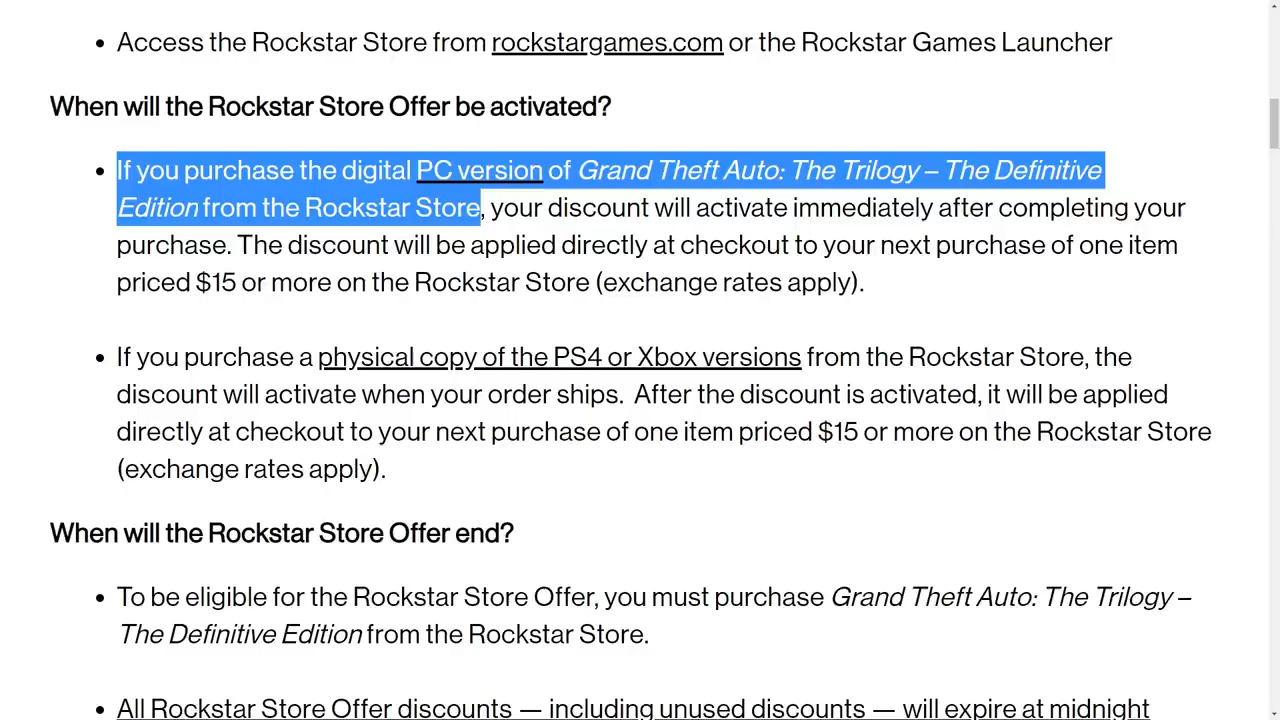 • Access the Rockstar Store from rockstargames.com or the Rockstar Games Launcher
When will the Rockstar Store Offer be activated?
• If you purchase the digital PC version of Grand Theft Auto: The Trilogy – The Definitive
Edition from the Rockstar Store, your discount will activate immediately after completing your
purchase. The discount will be applied directly at checkout to your next purchase of one item
priced $15 or more on the Rockstar Store (exchange rates apply).
• If you purchase a physical copy of the PS4 or Xbox versions from the Rockstar Store, the
discount will activate when your order ships.  After the discount is activated, it will be applied
directly at checkout to your next purchase of one item priced $15 or more on the Rockstar Store
(exchange rates apply).
When will the Rockstar Store Offer end?
• To be eligible for the Rockstar Store Offer, you must purchase Grand Theft Auto: The Trilogy –
The Definitive Edition from the Rockstar Store.
• All Rockstar Store Offer discounts — including unused discounts — will expire at midnight